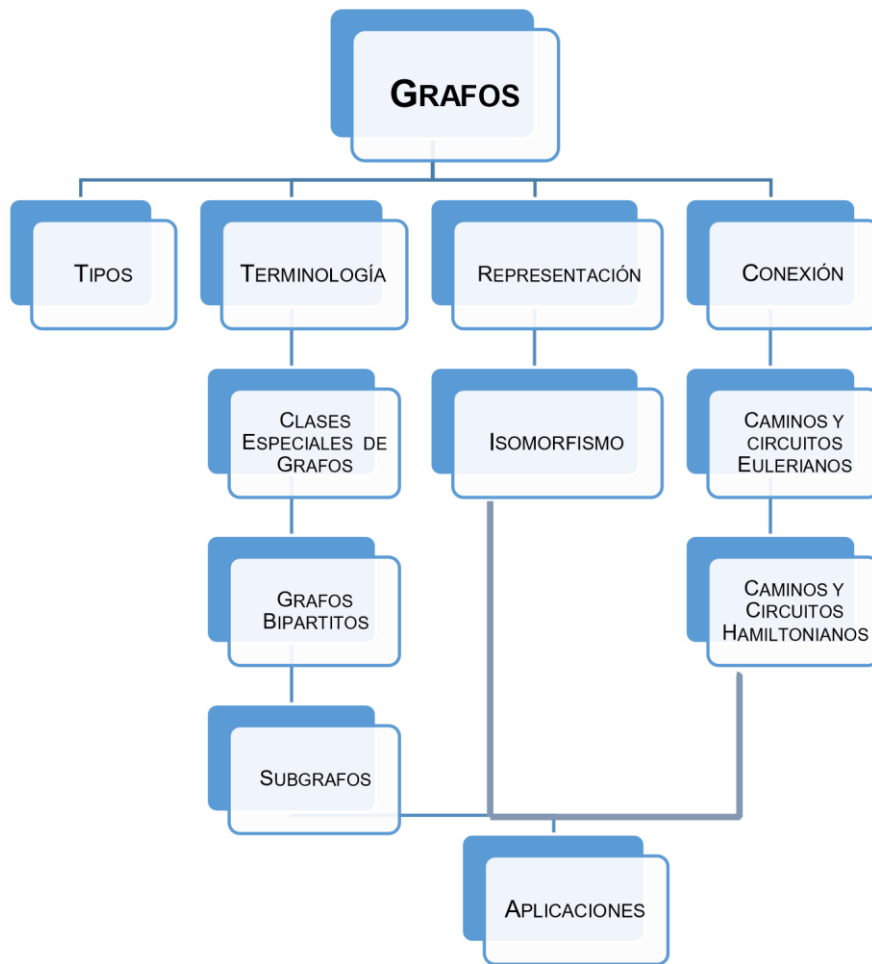 GRAFOS
TIPOS
TERMINOLOGÍA
REPRESENTACIÓN
CONEXIÓN
CLASES
ESPECIALES DE
GRAFOS
ISOMORFISMO
CAMINOS Y
CIRCUITOS
EULERIANOS
GRAFOS
BIPARTITOS
CAMINOS Y
CIRCUITOS
HAMILTONIANOS
SUBGRAFOS
APLICACIONES